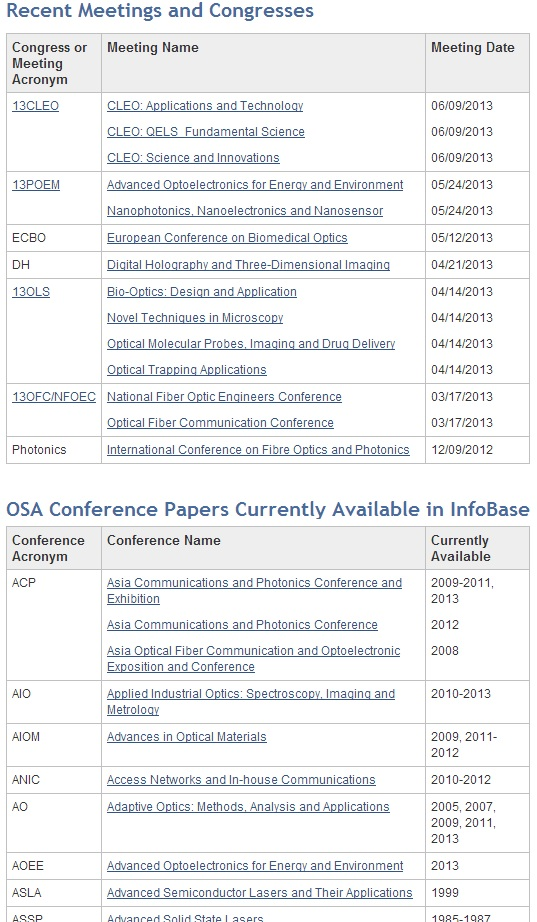 Recent Meetings and Congresses
Congress or Meeting Name Meeting Date
Meeting
Acronym
13CLEO CLEO: Applications and Technology 06/09/2013
CLEO: QELS_Fundamental Science 06/09/2013
CLEO: Science and Innovations 06/09/2013
13POEM Advanced Optoelectronics for Energy and Environment 05/24/2013
Nanophotonics, Nanoelectronics and Nanosensor 05/24/2013
ECBO European Conference on Biomedical Optics 05/12/2013
DH Digital Holography and Three-Dimensional Imaging 04/21/2013
13OLS Bio-Optics: Design and Application 04/14/2013
Novel Techniques in Microscopy 04/14/2013
Optical Molecular Probes, Imaging and Drug Delivery 04/14/2013
Optical Trapping Applications 04/14/2013
13OFC/NFOEC National Fiber Optic Engineers Conference 03/17/2013
Optical Fiber Communication Conference 03/17/2013
Photonics International Conference on Fibre Optics and Photonics 12/09/2012
OSA Conference Papers Currently Available in InfoBase
Conference Conference Name Currently
Acronym Available
ACP Asia Communications and Photonics Conference and 2009-2011,
Exhibition 2013
Asia Communications and Photonics Conference 2012
Asia Optical Fiber Communication and Optoelectronic 2008
Exposition and Conference
AIO Applied Industrial Optics: Spectroscopy, Imaging and 2010-2013
Metrology
AIOM Advances in Optical Materials 2009, 2011-
2012
ANIC Access Networks and In-house Communications 2010-2012
AO Adaptive Optics: Methods, Analysis and Applications 2005, 2007,
2009, 2011,
2013
AOEE Advanced Optoelectronics for Energy and Environment 2013
ASLA Advanced Semiconductor Lasers and Their Applications 1999
ASSP Advanced Solid State Lasers 1985-1987